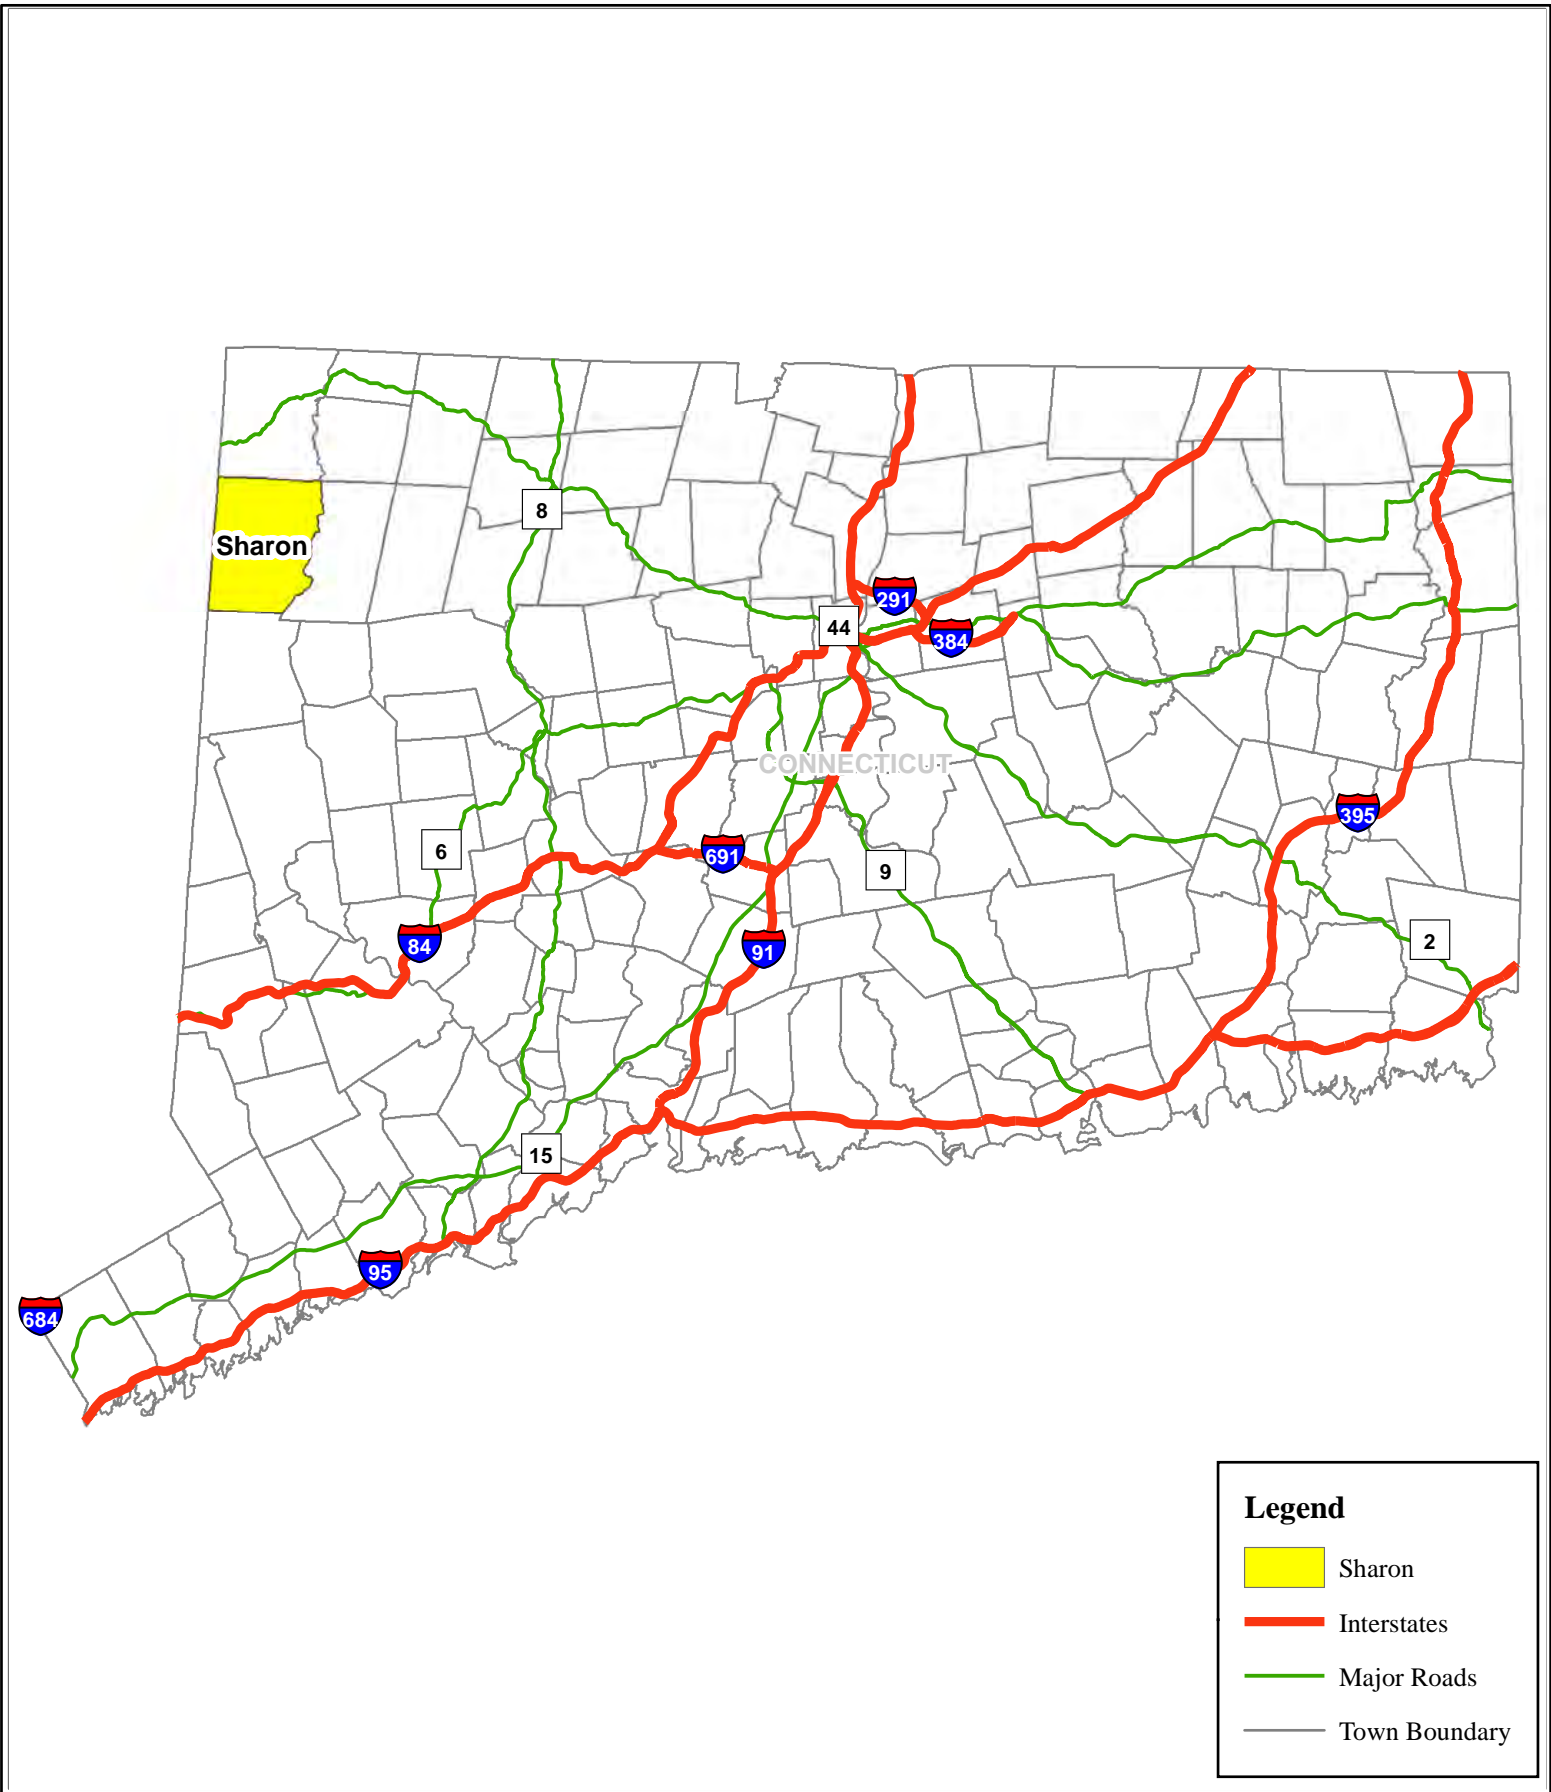 8
Sharon
291
44
384
CONNECTICUT
395
6
691
9
84
91
2
15
95
684
Legend
Sharon
Interstates
Major Roads
Town Boundary